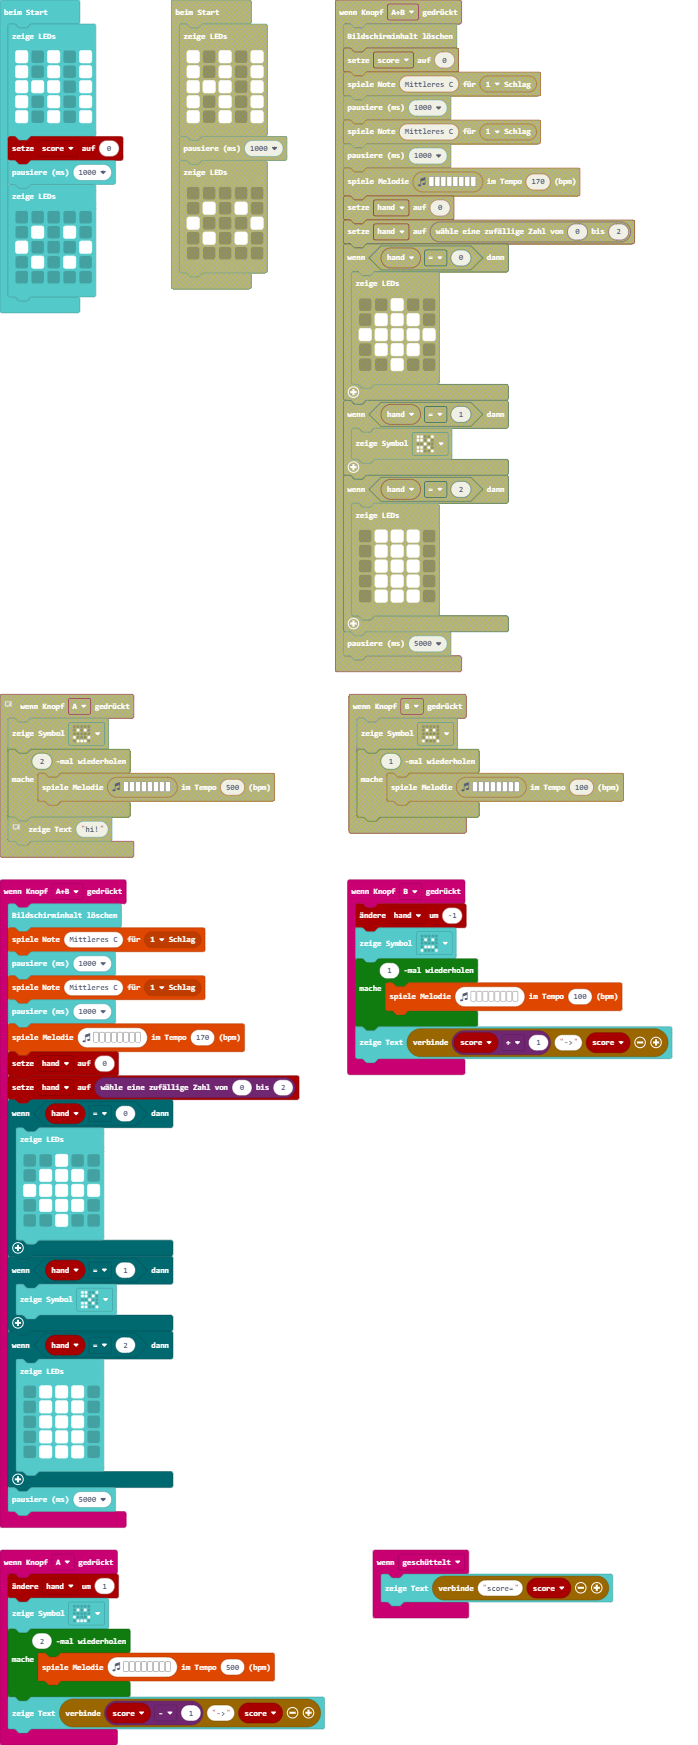 beim Start
zeige LEDs
setze score auf 0
pausiere (ms) 1000
zeige LEDs
beim Start
zeige LEDs
pausiere (ms) 1000
zeige LEDs
wenn Knopf A+B gedrückt
Bildschirminhalt löschen
setze score auf 0
spiele Note Mittleres C für 1 Schlag
pausiere (ms) 1000
spiele Note Mittleres C für 1 Schlag
pausiere (ms) 1000
spiele Melodie im Tempo 170 (bpm)
setze hand auf 0
setze hand auf wähle eine zufällige Zahl von 0 bis 2
wenn hand = 0 dann
zeige LEDs
wenn hand = 1 dann
zeige Symbol
wenn hand = 2 dann
zeige LEDs
pausiere (ms) 5000
wenn Knopf A gedrückt
zeige Symbol
2 -mal wiederholen
mache
spiele Melodie im Tempo 500 (bpm)
zeige Text "hi!"
wenn Knopf B gedrückt
zeige Symbol
1 -mal wiederholen
mache
spiele Melodie im Tempo 100 (bpm)
wenn Knopf A+B gedrückt
Bildschirminhalt löschen
spiele Note Mittleres C für 1 Schlag
pausiere (ms) 1000
spiele Note Mittleres C für 1 Schlag
pausiere (ms) 1000
spiele Melodie im Tempo 170 (bpm)
setze hand auf 0
setze hand auf wähle eine zufällige Zahl von 0 bis 2
wenn hand = 0 dann
zeige LEDs
wenn hand = 1 dann
zeige Symbol
wenn hand = 2 dann
zeige LEDs
pausiere (ms) 5000
wenn Knopf B gedrückt
ändere hand um -1
zeige Symbol
1 -mal wiederholen
mache
spiele Melodie im Tempo 100 (bpm)
zeige Text verbinde score + 1 "->" score
wenn Knopf A gedrückt
ändere hand um 1
zeige Symbol
2 -mal wiederholen
mache
spiele Melodie im Tempo 500 (bpm)
zeige Text verbinde score - 1 "->" score
wenn geschüttelt
zeige Text verbinde "score=" score